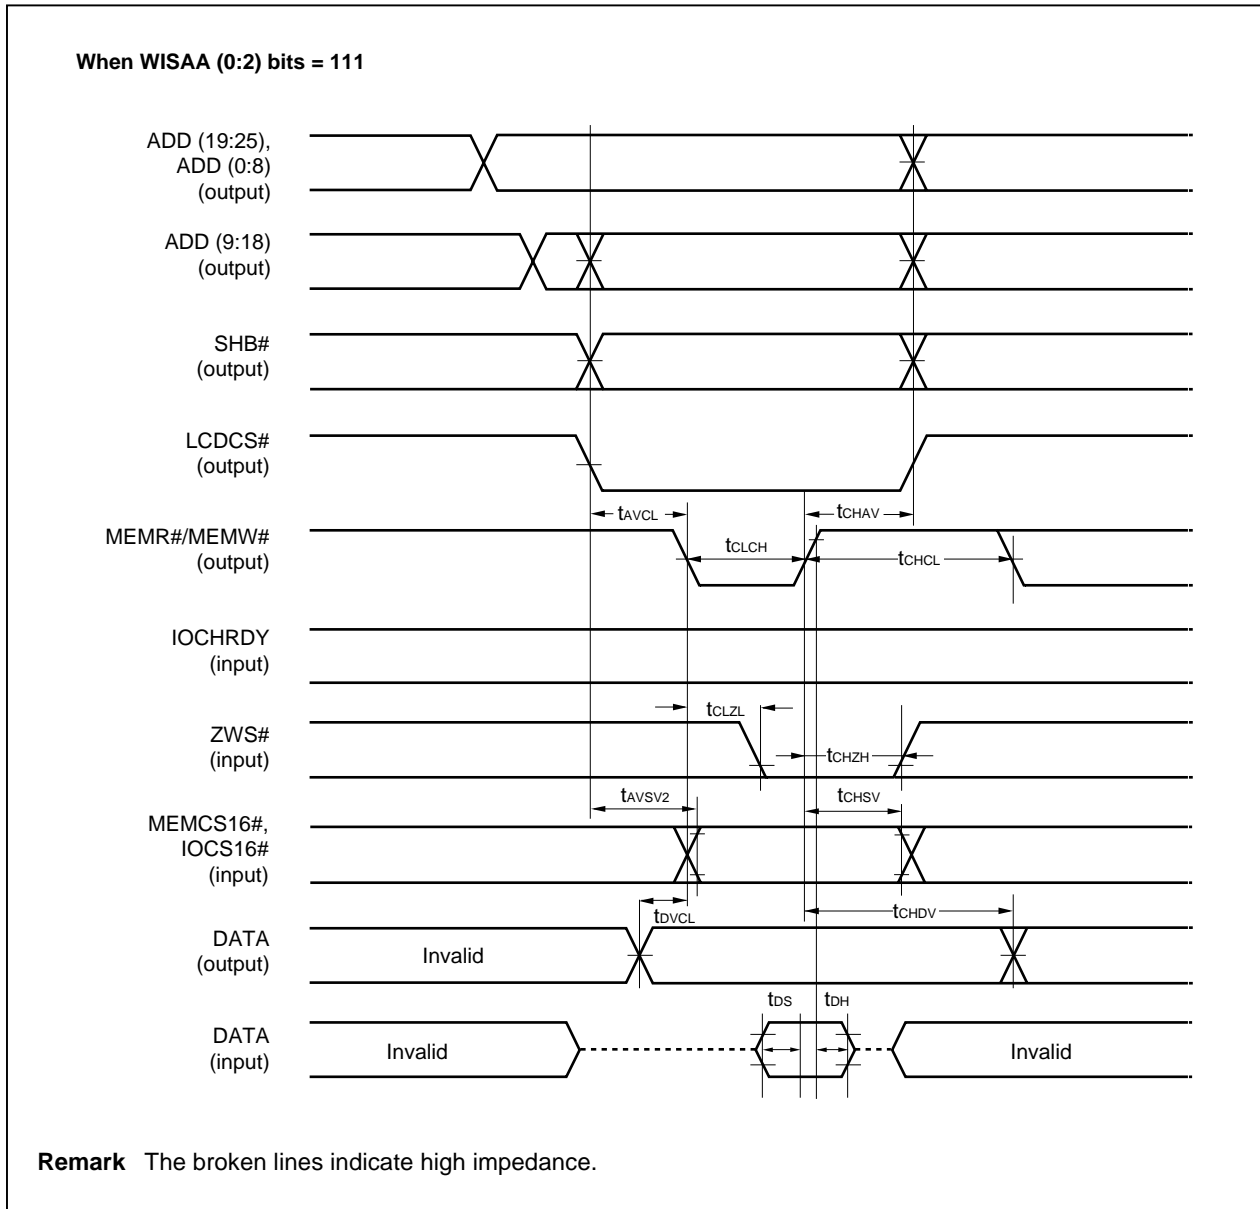 When WISAA (0:2) bits = 111
ADD (19:25),
ADD (0:8)
(output)
ADD (9:18)
(output)
SHB#
(output)
LCDCS#
(output)
tAVCL
tCHAV
MEMR#/MEMW#
(output)
tCLCH
tCHCL
IOCHRDY
(input)
tCLZL
ZWS#
(input)
tCHZH
tAVSV2
tCHSV
MEMCS16#,
IOCS16#
(input)
tDVCL
tCHDV
DATA
(output)
Invalid
tDS
tDH
DATA
(input)
Invalid
Invalid
Remark The broken lines indicate high impedance.